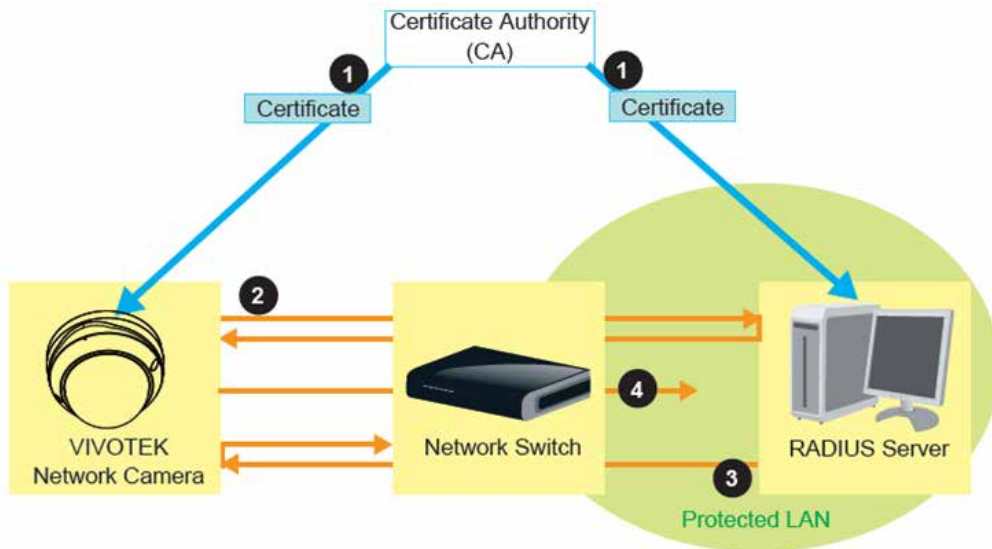 Certificate Authority
(CA)
1
1
Certificate
Certificate
2
4
VIVOTEK
Network Camera
Network Switch
RADIUS Server
3
Protected LAN